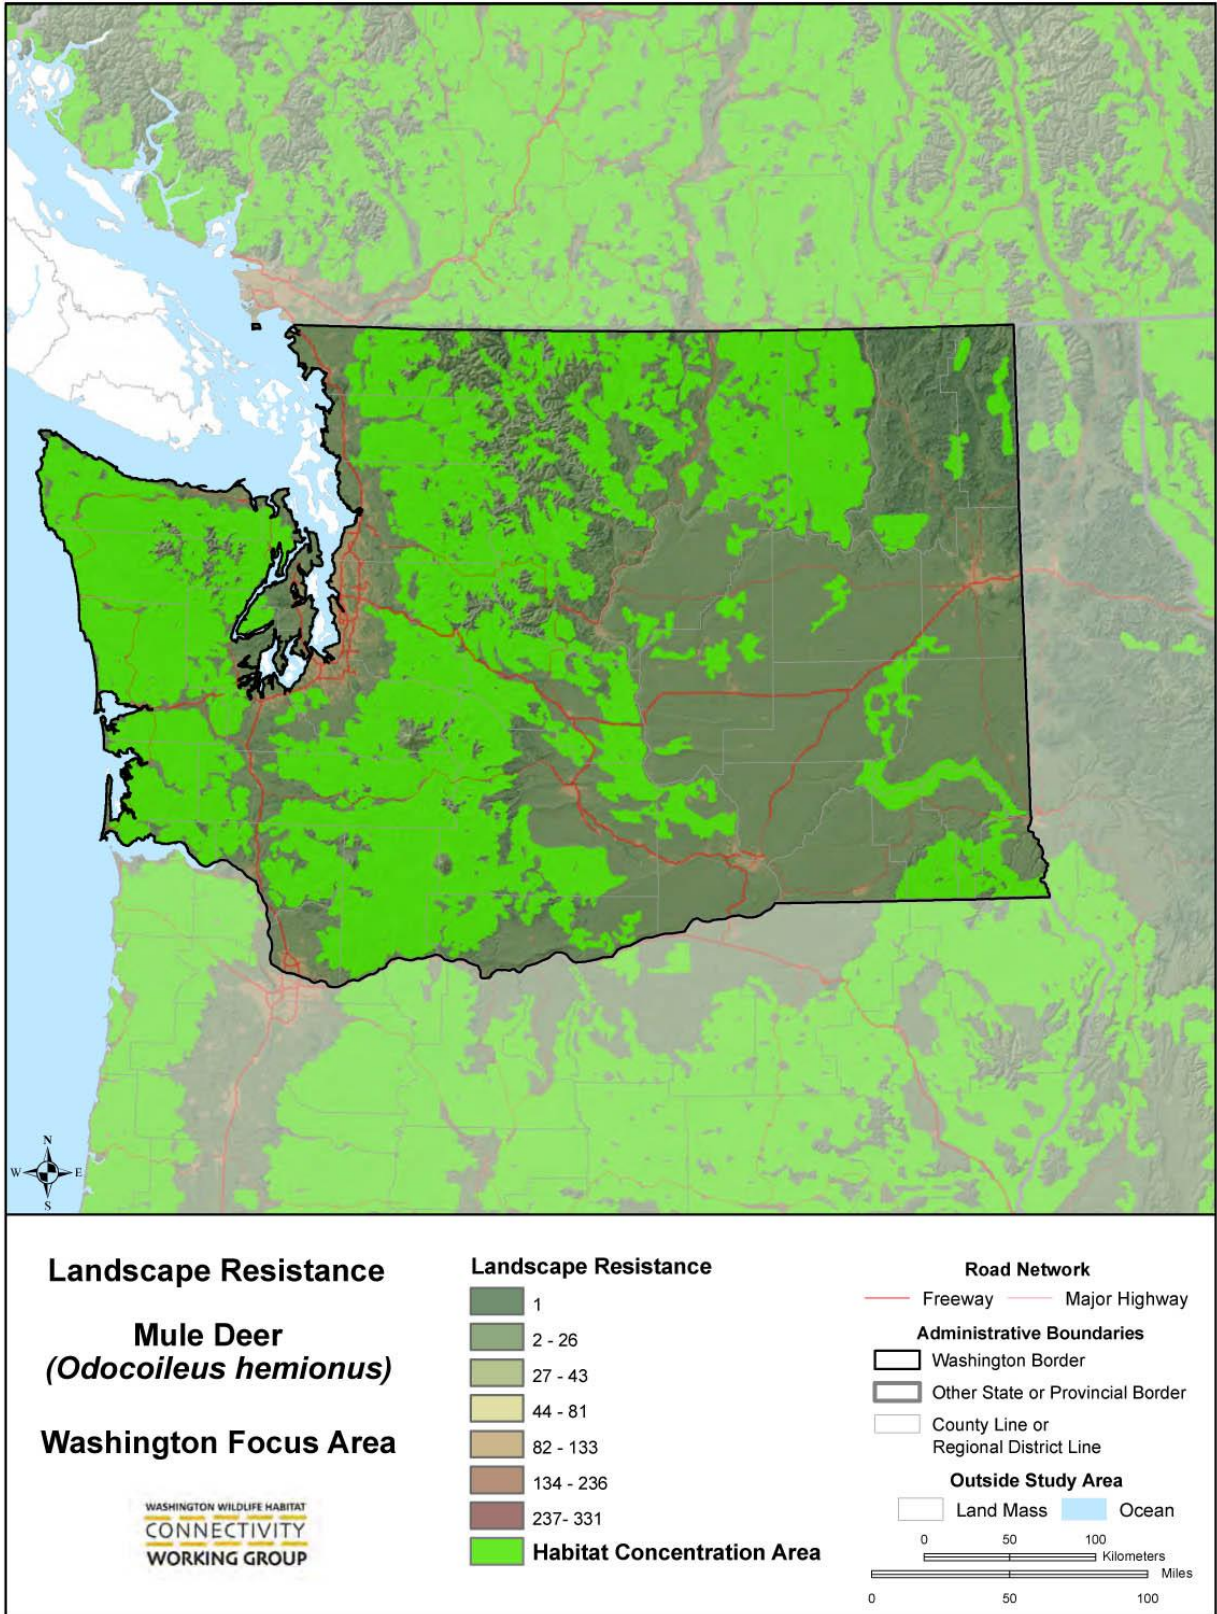 N
W E
S
Landscape Resistance
Mule Deer
(Odocoileus hemionus)
Washington Focus Area
WASHINGTON WILDLIFE HABITAT
CONNECTIVITY
WORKING GROUP
Landscape Resistance
1
2 - 26
27 - 43
44 - 81
82 - 133
134 - 236
237- 331
Habitat Concentration Area
Road Network
Freeway Major Highway
Administrative Boundaries
Washington Border
Other State or Provincial Border
County Line or
Regional District Line
Outside Study Area
Land Mass Ocean
0 50 100
Kilometers
Miles
0 50 100